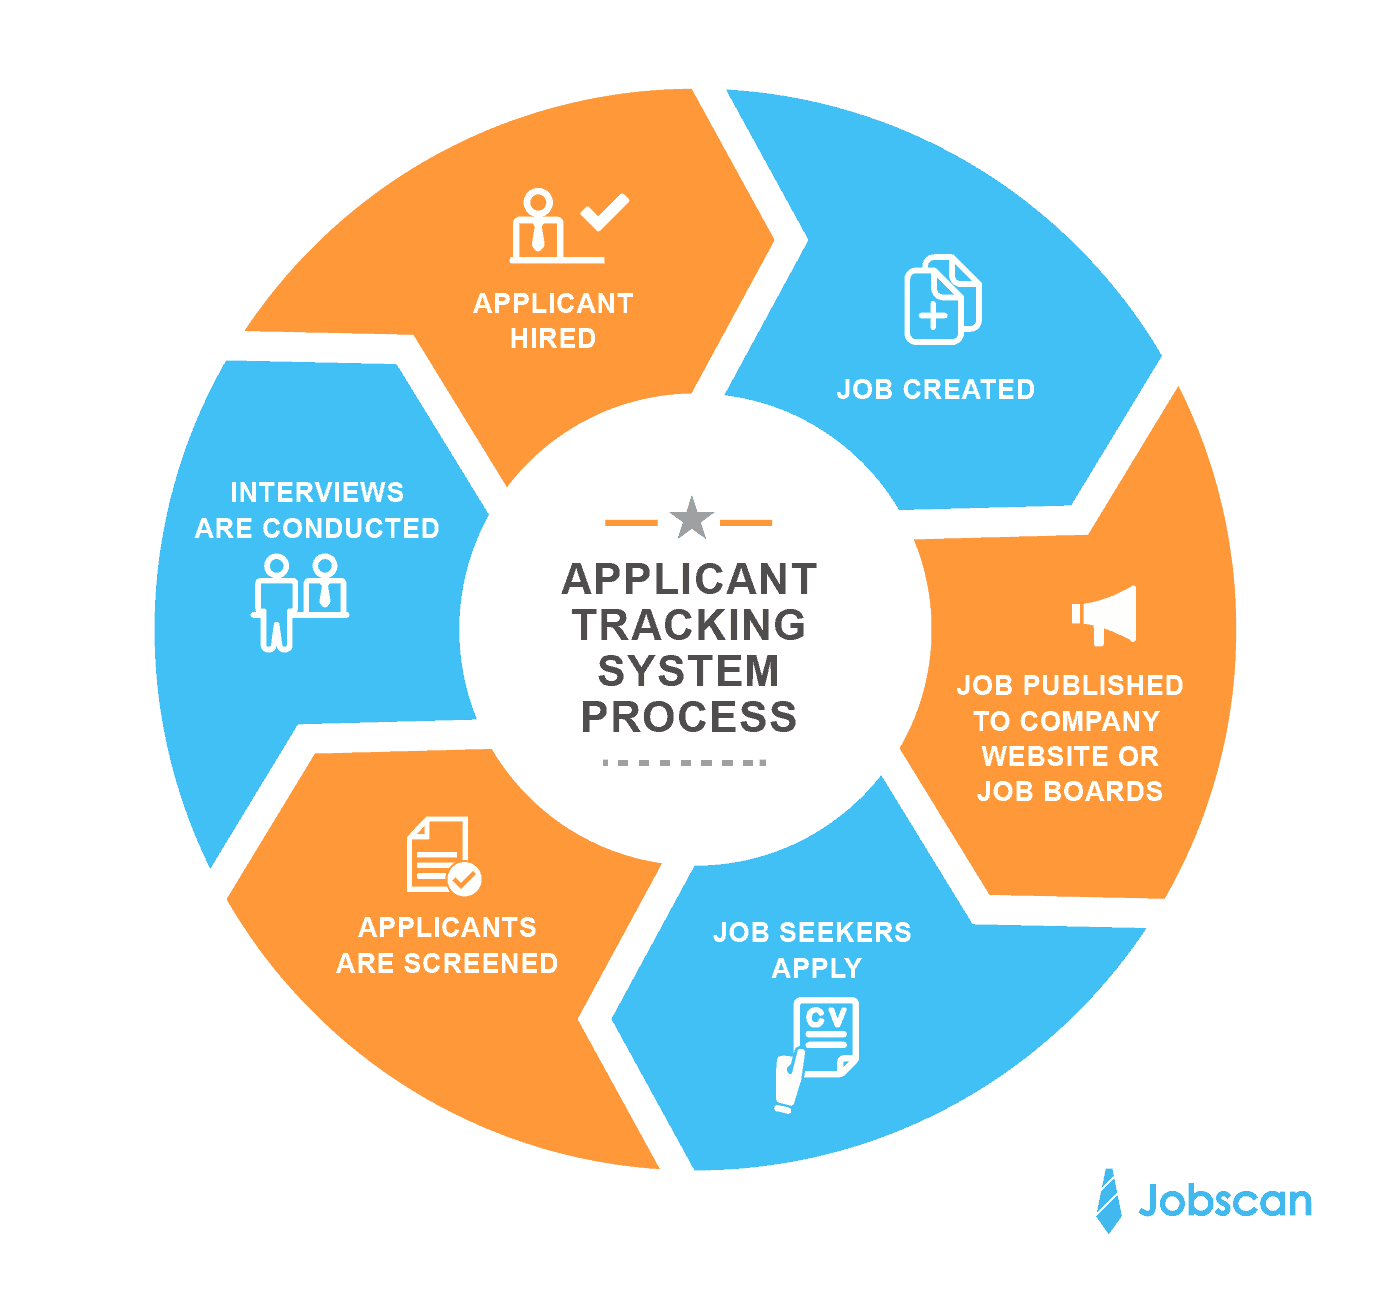 APPLICANT
TRACKING
SYSTEM
PROCESS
JOB CREATED
JOB PUBLISHED
TO COMPANY
WEBSITE OR
JOB BOARDS
JOB SEEKERS
APPLY
CV
APPLICANTS
ARE SCREENED
INTERVIEWS
ARE CONDUCTED
APPLICANT
HIRED
Jobscan